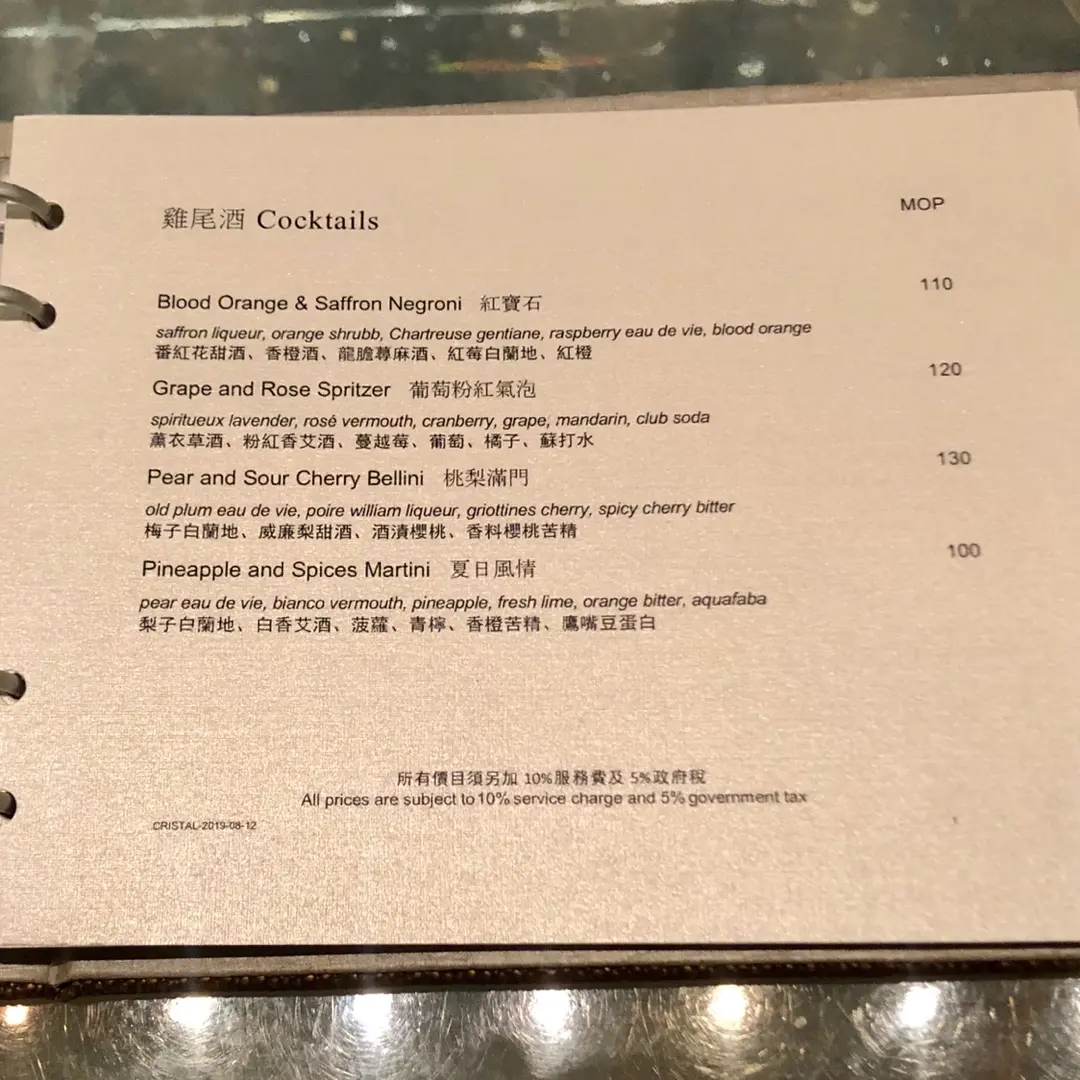 雞尾酒 Cocktails
MOP
Blood Orange & Saffron Negroni 紅寶石
110
saffron liqueur, orange shrubb, Chartreuse gentiane, raspberry eau de vie, blood orange
番紅花甜酒、香橙酒、龍膽蕁麻酒、紅莓白蘭地、紅橙
Grape and Rose Spritzer 葡萄粉紅氣泡
120
spiritueux lavender, rosé vermouth, cranberry, grape, mandarin, club soda
薰衣草酒、粉紅香艾酒、蔓越莓、葡萄、橘子、蘇打水
Pear and Sour Cherry Bellini 桃梨滿門
130
old plum eau de vie, poire william liqueur, griottines cherry, spicy cherry bitter
梅子白蘭地、威廉梨甜酒、酒漬櫻桃、香料櫻桃苦精
Pineapple and Spices Martini 夏日風情
100
pear eau de vie, bianco vermouth, pineapple, fresh lime, orange bitter, aquafaba
梨子白蘭地、白香艾酒、菠蘿、青檸、香橙苦精、鷹嘴豆蛋白
所有價目須另加 10%服務費及 5%政府稅
All prices are subject to 10% service charge and 5% government tax
CRISTAL-2019-08-12